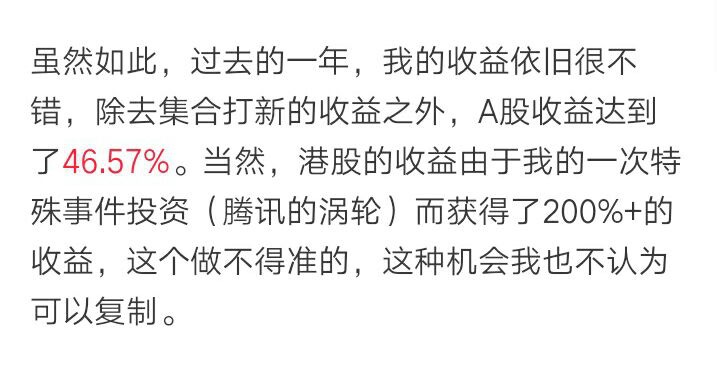 虽然如此，过去的一年，我的收益依旧很不
错，除去集合打新的收益之外，A股收益达到
了46.57%。当然，港股的收益由于我的一次特
殊事件投资（腾讯的涡轮）而获得了200%+的
收益，这个做不得准的，这种机会我也不认为
可以复制。